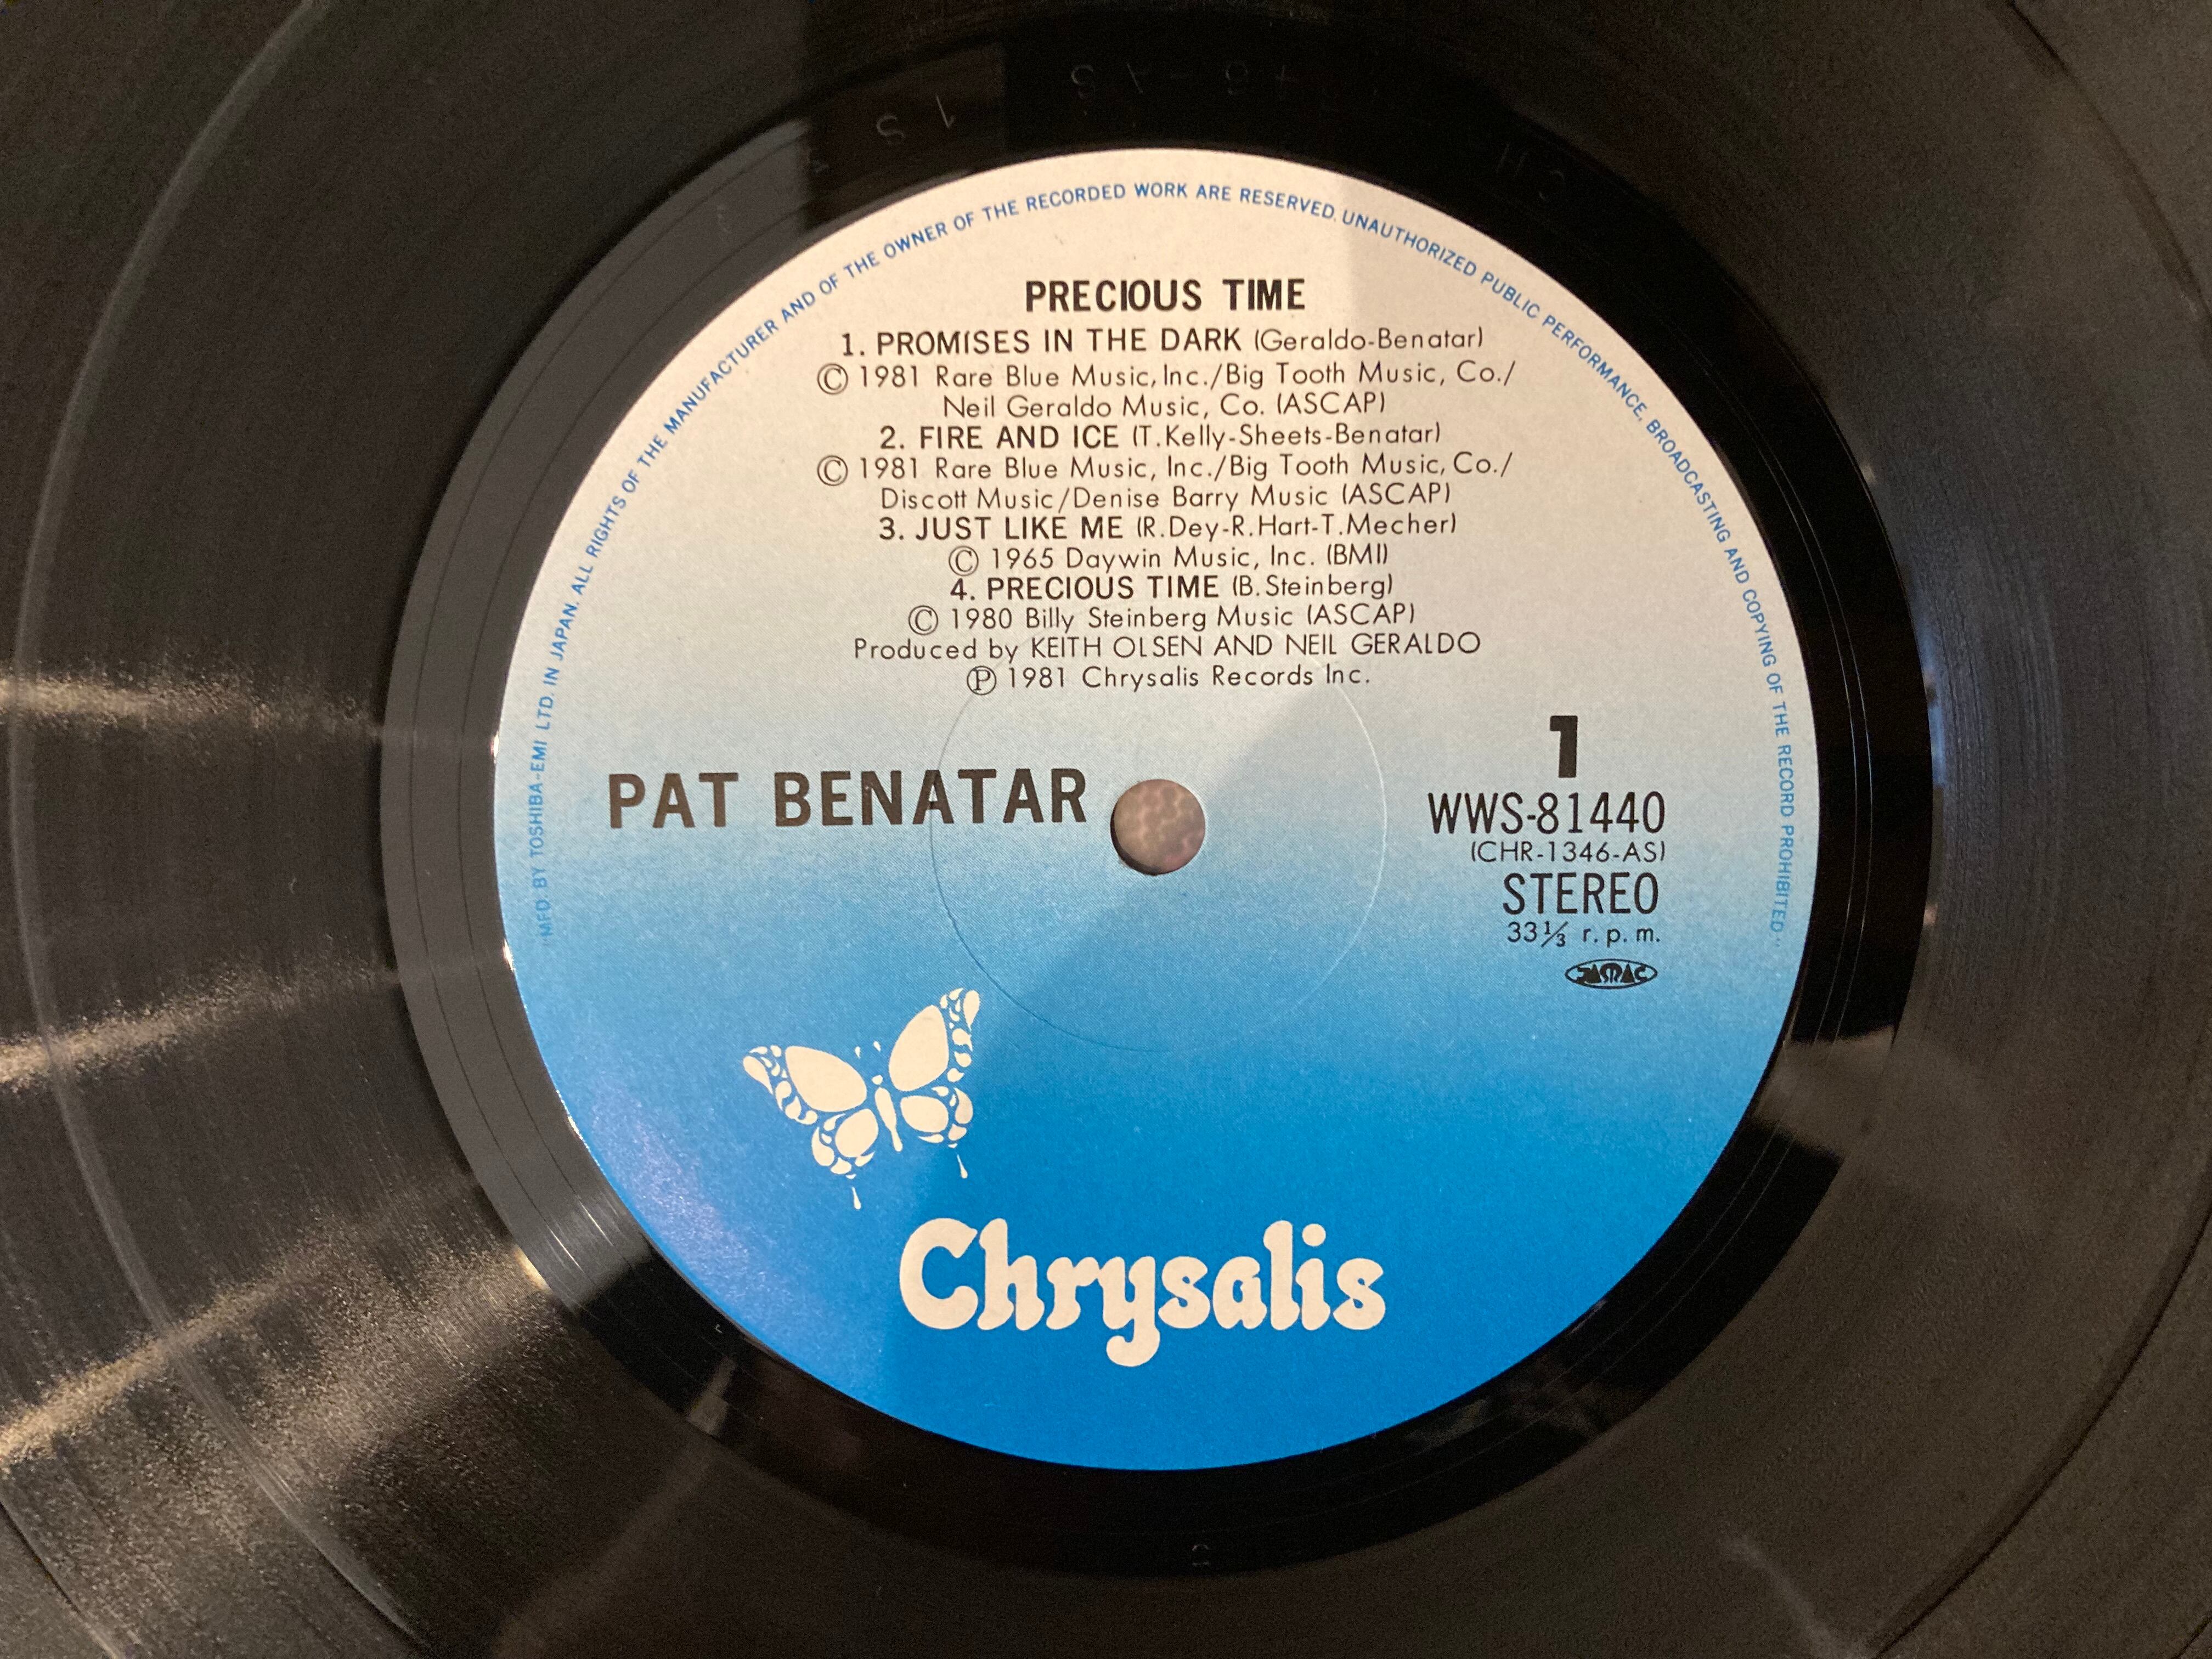 "MFD. BY TOSHIBA-EMI LTD. IN JAPAN. ALL RIGHTS OF THE MANUFACTURER AND OF THE OWNER OF THE RECORDED WORK ARE RESERVED. UNAUTHORIZED PUBLIC PERFORMANCE, BROADCASTING AND COPYING OF THE RECORD PROHIBITED."
PRECIOUS TIME
1. PROMISES IN THE DARK (Geraldo-Benatar)
Ⓒ 1981 Rare Blue Music, Inc./Big Tooth Music, Co./
Neil Geraldo Music, Co. (ASCAP)
2. FIRE AND ICE (T.Kelly-Sheets-Benatar)
Ⓒ 1981 Rare Blue Music, Inc./Big Tooth Music, Co./
Discott Music/Denise Barry Music (ASCAP)
3. JUST LIKE ME (R.Dey-R.Hart-T.Mecher)
Ⓒ 1965 Daywin Music, Inc. (BMI)
4. PRECIOUS TIME (B.Steinberg)
Ⓒ 1980 Billy Steinberg Music (ASCAP)
Produced by KEITH OLSEN AND NEIL GERALDO
Ⓟ 1981 Chrysalis Records Inc.
PAT BENATAR
1
WWS-81440
(CHR-1346-AS)
STEREO
33⅓ r.p.m.
JASRAC
Chrysalis